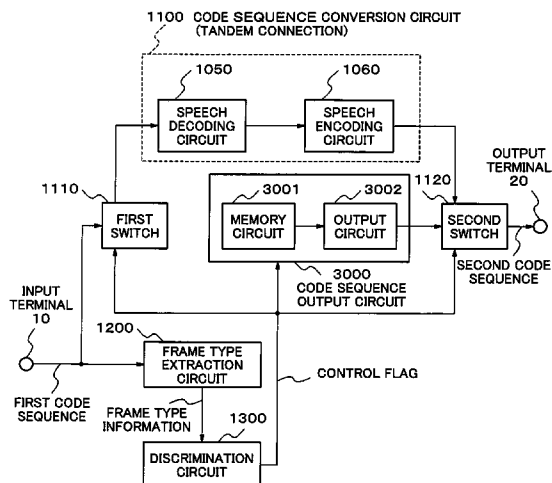 1100 CODE SEQUENCE CONVERSION CIRCUIT
(TANDEM CONNECTION)
1050
1060
SPEECH
DECODING
CIRCUIT
SPEECH
ENCODING
CIRCUIT
OUTPUT
TERMINAL
20
1110
3001
3002
1120
FIRST
SWITCH
MEMORY
CIRCUIT
OUTPUT
CIRCUIT
SECOND
SWITCH
3000
CODE SEQUENCE
OUTPUT CIRCUIT
SECOND CODE
SEQUENCE
INPUT
TERMINAL
10
1200
FRAME TYPE
EXTRACTION
CIRCUIT
FIRST CODE
SEQUENCE
CONTROL FLAG
FRAME TYPE
INFORMATION
1300
DISCRIMINATION
CIRCUIT